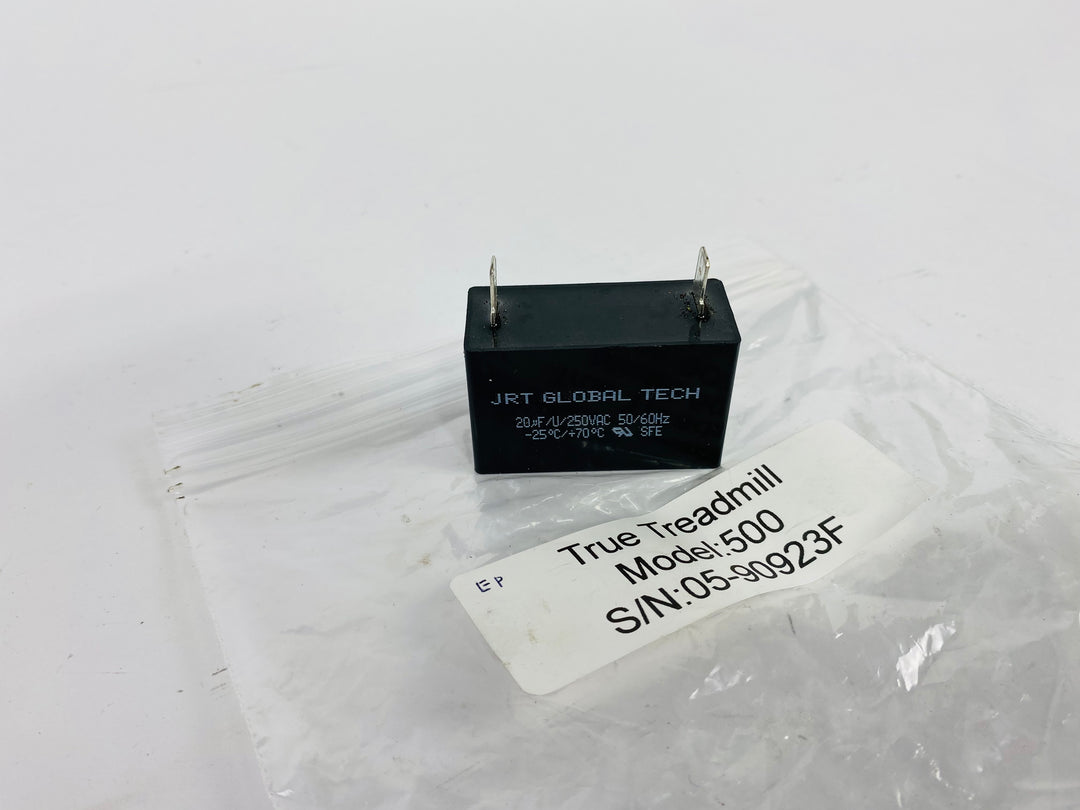 JRT GLOBAL TECH
20µF/U/250VAC 50/60Hz
-25°C/+70°C SFE
True Treadmill
Model:500
S/N:05-90923F
EP